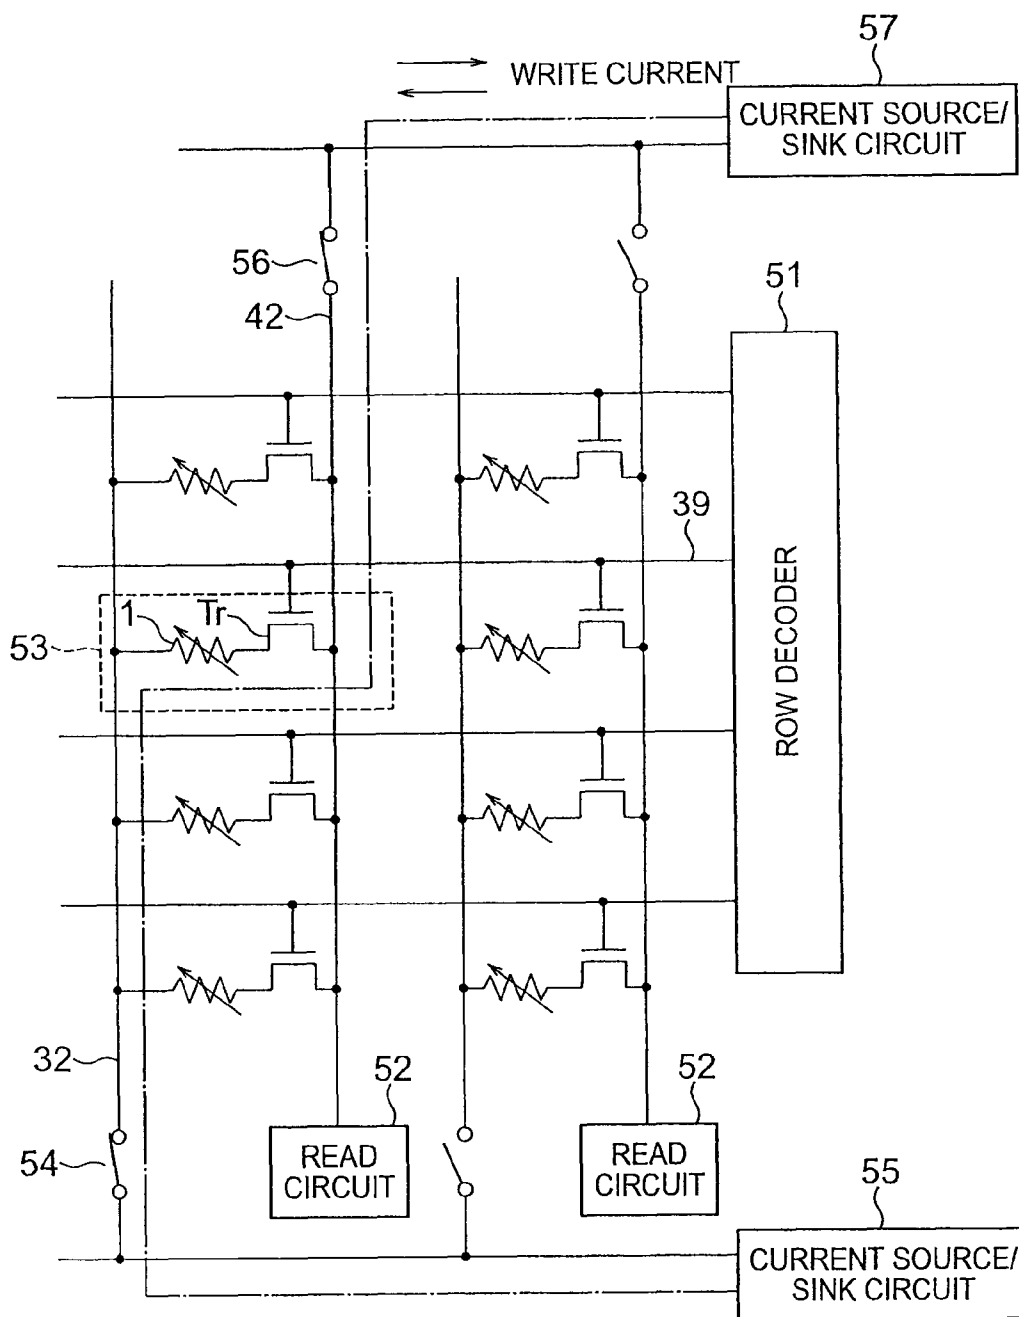 57
WRITE CURRENT
CURRENT SOURCE/
SINK CIRCUIT
56
51
42
39
ROW DECODER
1
Tr
53
32
52
52
READ
CIRCUIT
READ
CIRCUIT
54
55
CURRENT SOURCE/
SINK CIRCUIT